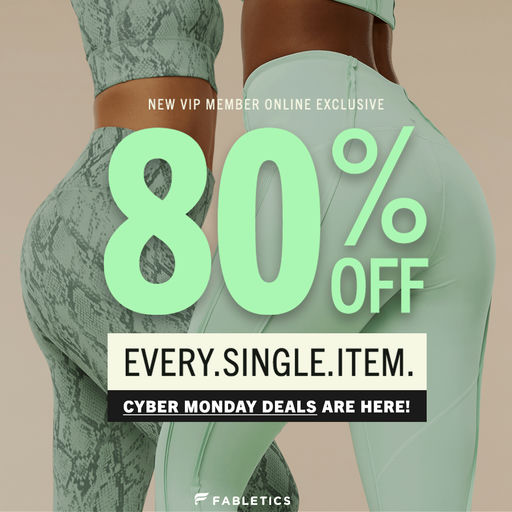 NEW VIP MEMBER ONLINE EXCLUSIVE
80%
OFF
EVERY.SINGLE.ITEM.
CYBER MONDAY DEALS ARE HERE!
FABLETICS